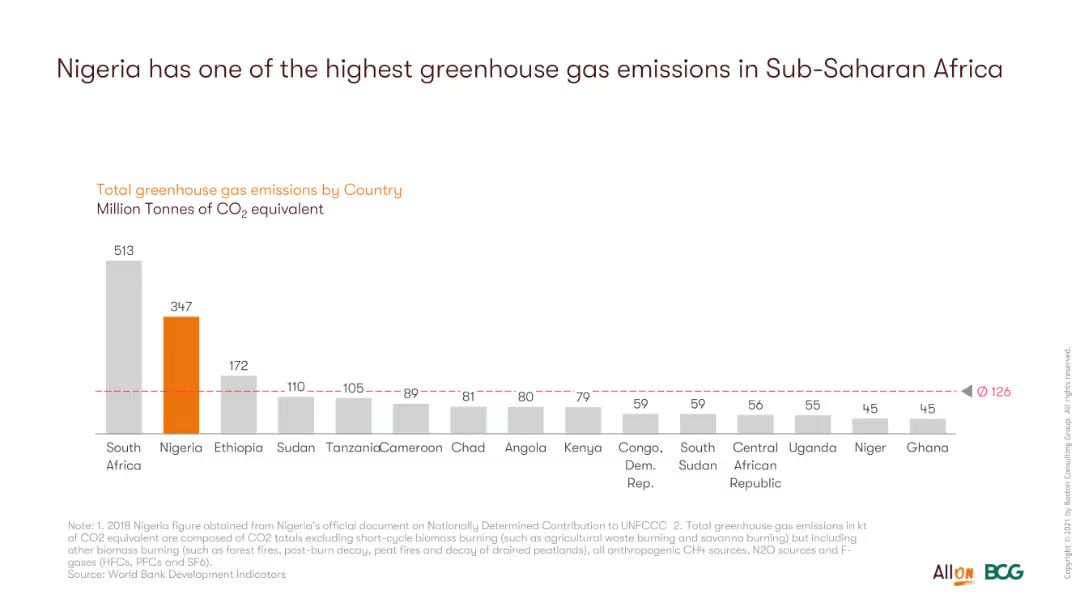 Nigeria has one of the highest greenhouse gas emissions in Sub-Saharan Africa
Total greenhouse gas emissions by Country
Million Tonnes of CO2 equivalent
513
347
172
110
105
89
81
80
79
59
59
56
55
45
45
Ø 126
South Africa
Nigeria
Ethiopia
Sudan
Tanzania
Cameroon
Chad
Angola
Kenya
Congo, Dem. Rep.
South Sudan
Central African Republic
Uganda
Niger
Ghana
Note: 1. 2018 Nigeria figure obtained from Nigeria's official document on Nationally Determined Contribution to UNFCCC 2. Total greenhouse gas emissions in kt
of CO2 equivalent are composed of CO2 totals excluding short-cycle biomass burning (such as agricultural waste burning and savanna burning) but including
other biomass burning (such as forest fires, post-burn decay, peat fires and decay of drained peatlands), all anthropogenic CH4 sources, N2O sources and F-
gases (HFCs, PFCs and SF6).
Source: World Bank Development Indicators
All ON BCG
Copyright © 2021 by Boston Consulting Group. All rights reserved.